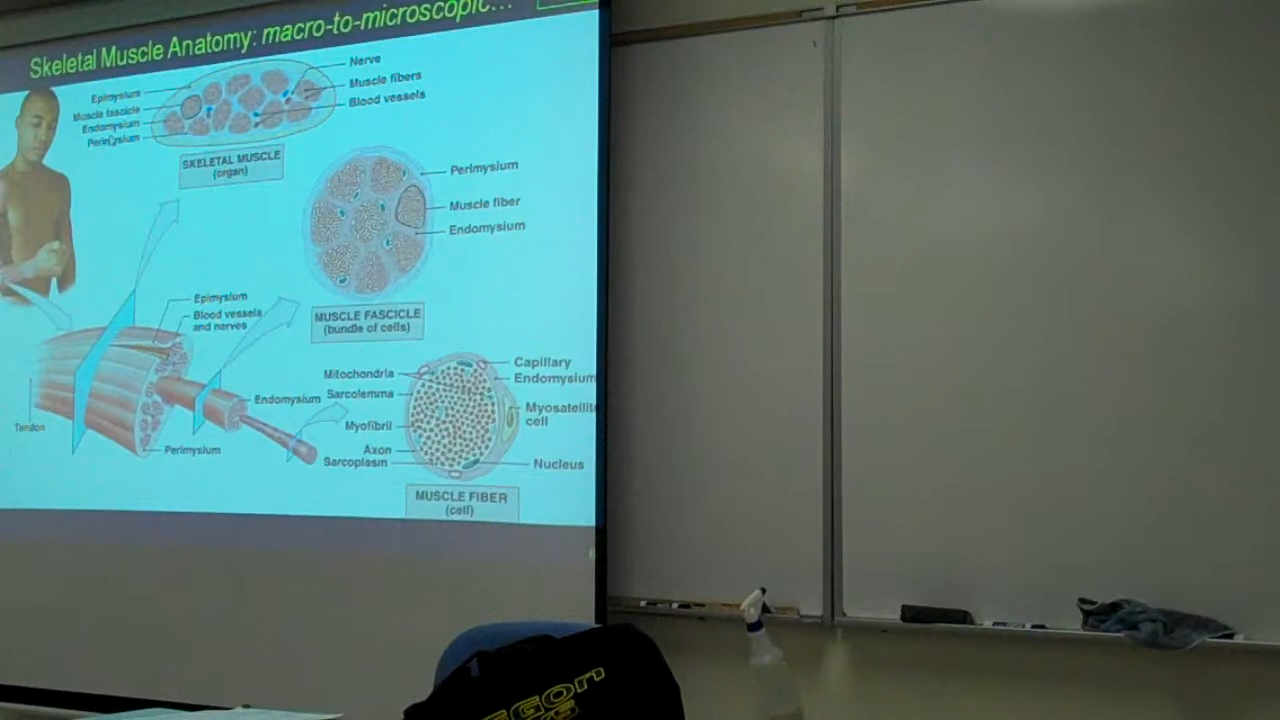 Skeletal Muscle Anatomy: macro-to-microscopic...
Nerve
Muscle fibers
Blood vessels
Epimysium
Muscle fascicle
Endomysium
Perimysium
SKELETAL MUSCLE
(organ)
Perimysium
Muscle fiber
Endomysium
MUSCLE FASCICLE
(bundle of cells)
Epimysium
Blood vessels
and nerves
Endomysium
Tendon
Perimysium
Mitochondria
Sarcolemma
Myofibril
Axon
Sarcoplasm
Capillary
Endomysium
Myosatellite
cell
Nucleus
MUSCLE FIBER
(cell)